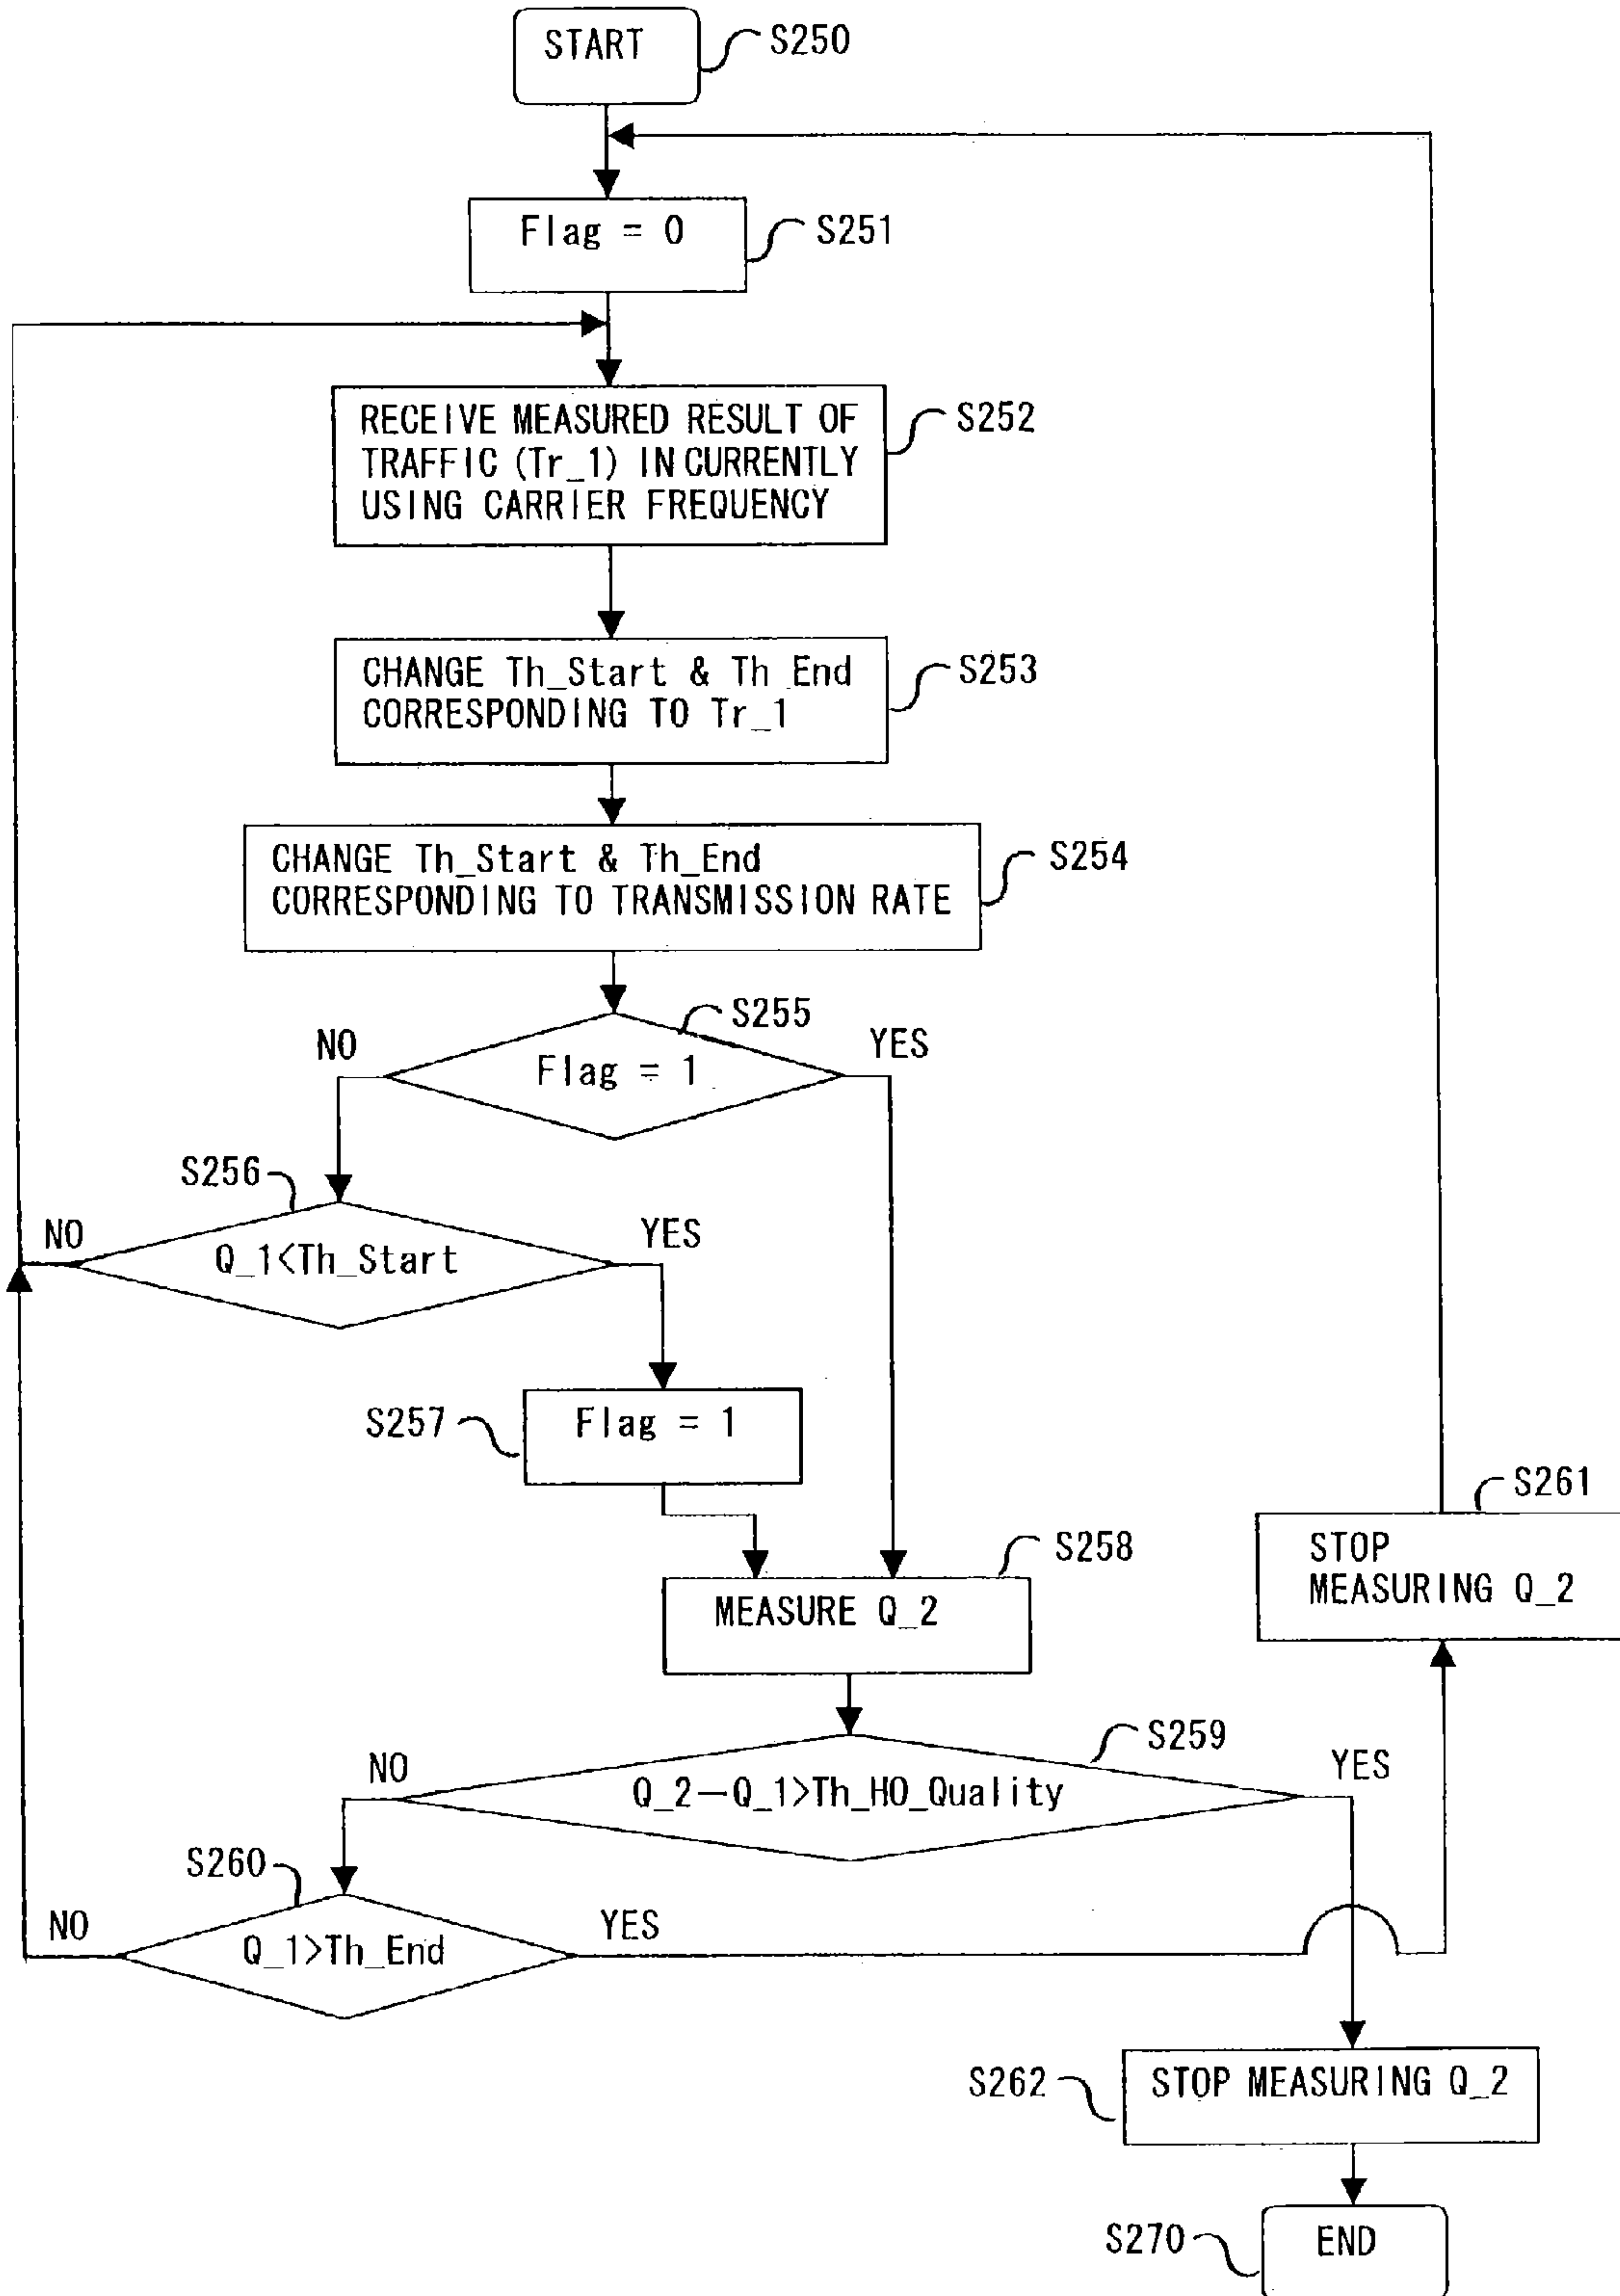 START
S250
Flag = 0
S251
RECEIVE MEASURED RESULT OF
TRAFFIC (Tr_1) IN CURRENTLY
USING CARRIER FREQUENCY
S252
CHANGE Th_Start & Th_End
CORRESPONDING TO Tr_1
S253
CHANGE Th_Start & Th_End
CORRESPONDING TO TRANSMISSION RATE
S254
S255
NO
Flag = 1
YES
S256
NO
Q_1<Th_Start
YES
S257
Flag = 1
S261
STOP
MEASURING Q_2
S258
MEASURE Q_2
S259
NO
Q_2-Q_1>Th_HO_Quality
YES
S260
NO
Q_1>Th_End
YES
S262
STOP MEASURING Q_2
S270
END